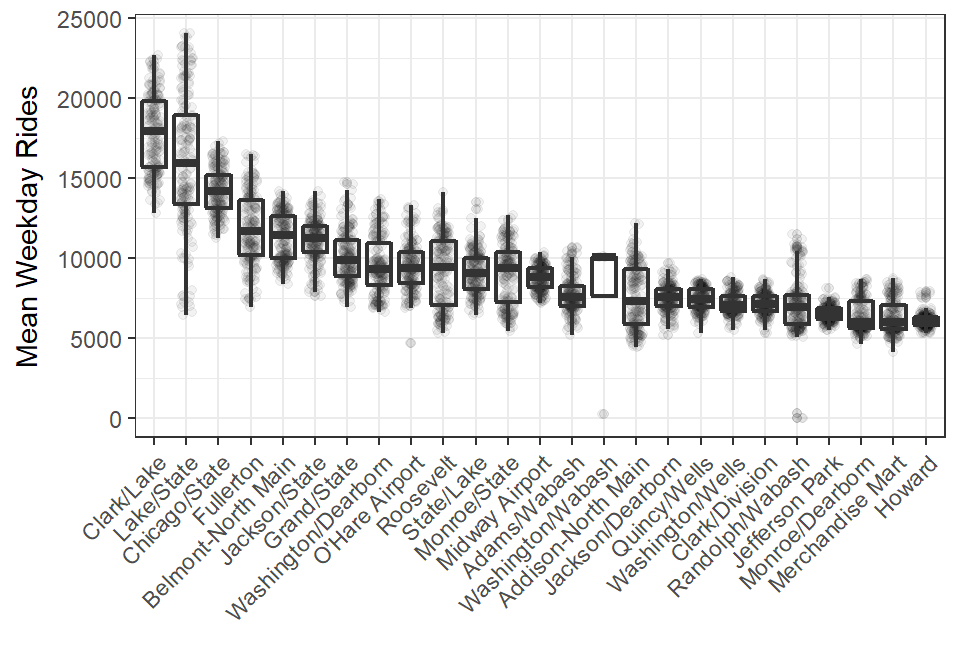 Mean Weekday Rides
25000
20000
15000
10000
5000
0
Clark/Lake
Lake/State
Chicago/State
Fullerton
Belmont-North Main
Jackson/State
Grand/State
Washington/Dearborn
O'Hare Airport
Roosevelt
State/Lake
Monroe/State
Midway Airport
Adams/Wabash
Washington/Wabash
Addison-North Main
Jackson/Dearborn
Quincy/Wells
Washington/Wells
Clark/Division
Randolph/Wabash
Jefferson Park
Monroe/Dearborn
Merchandise Mart
Howard